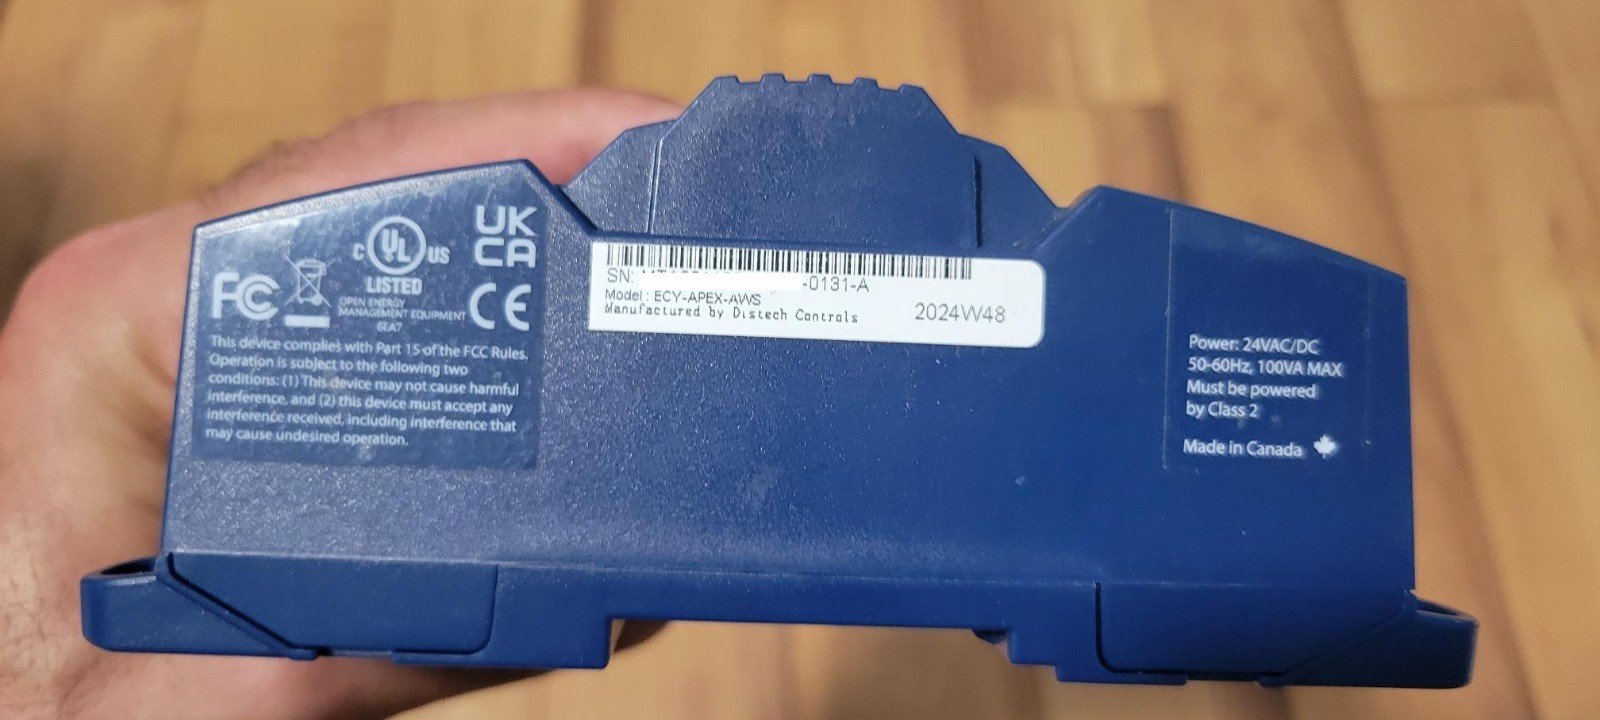 C UL US
LISTED
UK
CA
FC
CE
OPEN ENERGY
MANAGEMENT EQUIPMENT
6EA7
This device complies with Part 15 of the FCC Rules.
Operation is subject to the following two
conditions: (1) This device may not cause harmful
interference, and (2) this device must accept any
interference received, including interference that
may cause undesired operation.
SN: -0131-A
Model : ECY-APEX-AWS
Manufactured by Distech Controls
2024W48
Power: 24VAC/DC
50-60Hz, 100VA MAX
Must be powered
by Class 2
Made in Canada